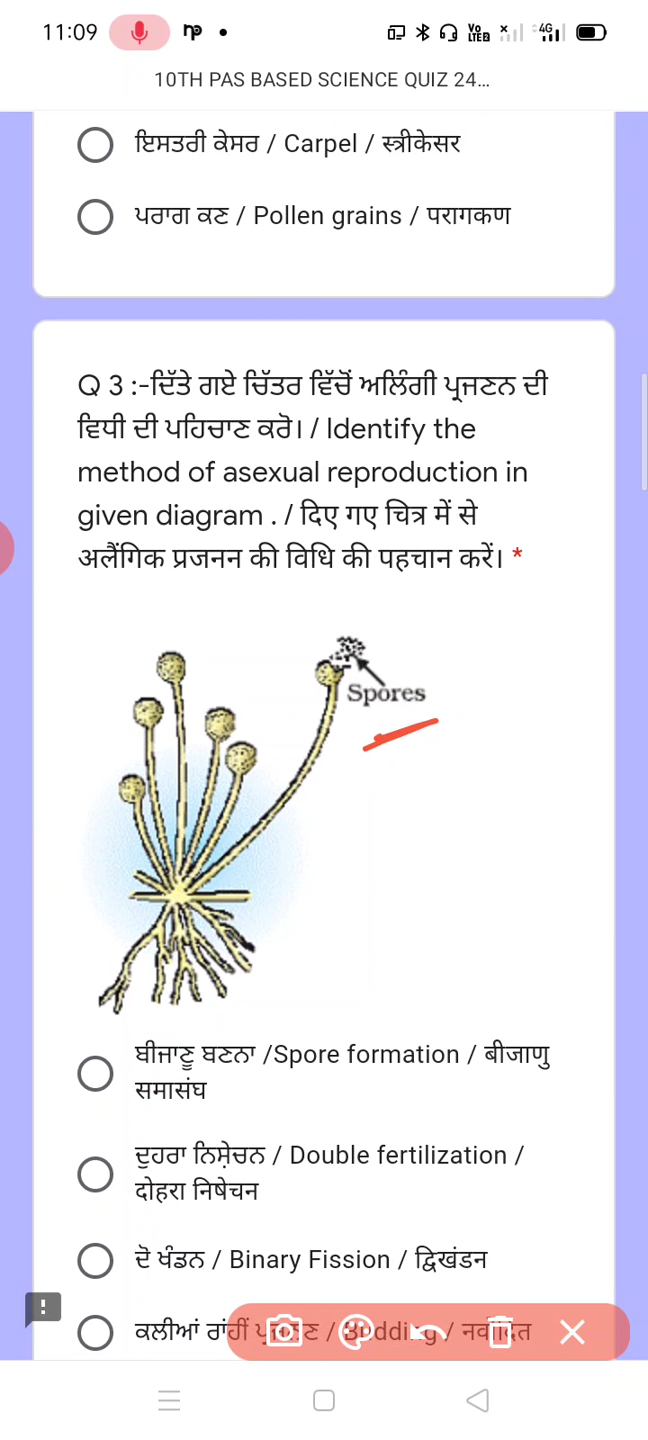 11:09
4G
10TH PAS BASED SCIENCE QUIZ 24...
ਇਸਤਰੀ ਕੇਸਰ / Carpel / स्त्रीकेसर
ਪਰਾਗ ਕਣ / Pollen grains / परागकण
Q 3 :-ਦਿੱਤੇ ਗਏ ਚਿੱਤਰ ਵਿੱਚੋਂ ਅਲਿੰਗੀ ਪ੍ਰਜਣਨ ਦੀ
ਵਿਧੀ ਦੀ ਪਹਿਚਾਣ ਕਰੋ। / Identify the
method of asexual reproduction in
given diagram . / दिए गए चित्र में से
अलैंगिक प्रजनन की विधि की पहचान करें। *
Spores
ਬੀਜਾਣੂ ਬਣਨਾ /Spore formation / बीजाणु
समासंघ
ਦੁਹਰਾ ਨਿਸ਼ੇਚਨ / Double fertilization /
दोहरा निषेचन
ਦੋ ਖੰਡਨ / Binary Fission / द्विखंडन
ਕਲੀਆਂ ਰਾਂਹੀਂ / Budding /